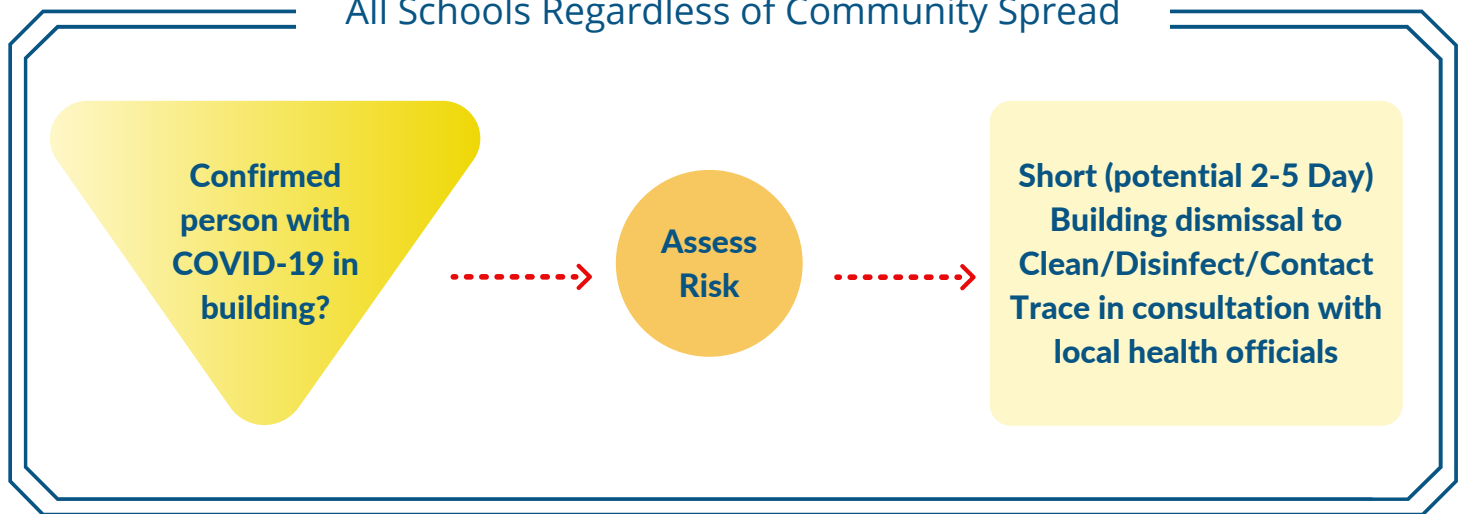 All Schools Regardless of Community Spread
Confirmed
person with
COVID-19 in
building?
Assess
Risk
Short (potential 2-5 Day)
Building dismissal to
Clean/Disinfect/Contact
Trace in consultation with
local health officials